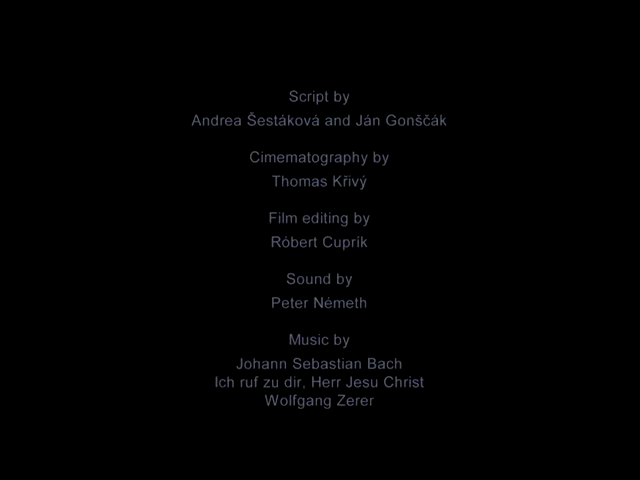 Script by
Andrea Šestáková and Ján Gonščák
Cimematography by
Thomas Křivý
Film editing by
Róbert Cuprík
Sound by
Peter Németh
Music by
Johann Sebastian Bach
Ich ruf zu dir, Herr Jesu Christ
Wolfgang Zerer